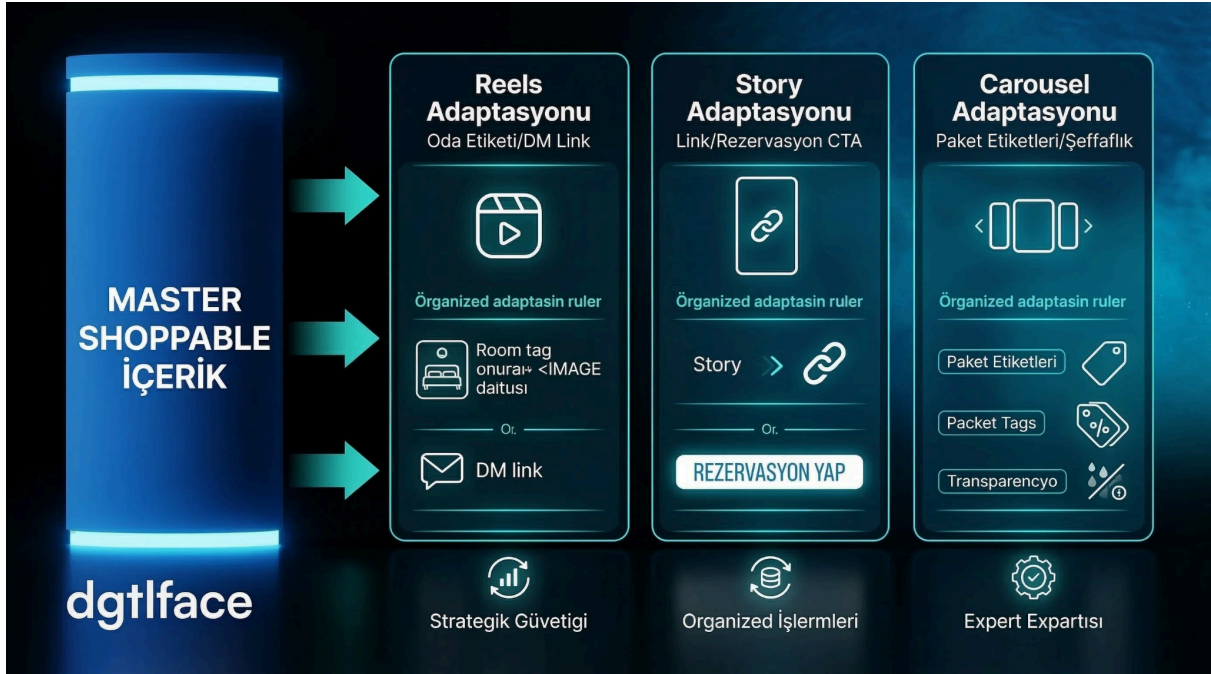 MASTER
SHOPPABLE
İÇERİK
dgtlface
Reels
Adaptasyonu
Oda Etiketi/DM Link
Örganized adaptasin ruler
Room tag
<IMAGE
daitusı
Or.
DM link
Strategik Güvetigi
Story
Adaptasyonu
Link/Rezervasyon CTA
Örganized adaptasin ruler
Story
Or.
REZERVASYON YAP
Organized İşlermleri
Carousel
Adaptasyonu
Paket Etiketleri/Şeffaflık
Örganized adaptasin ruler
Paket Etiketleri
Packet Tags
Transparencyo
Expert Expartısı